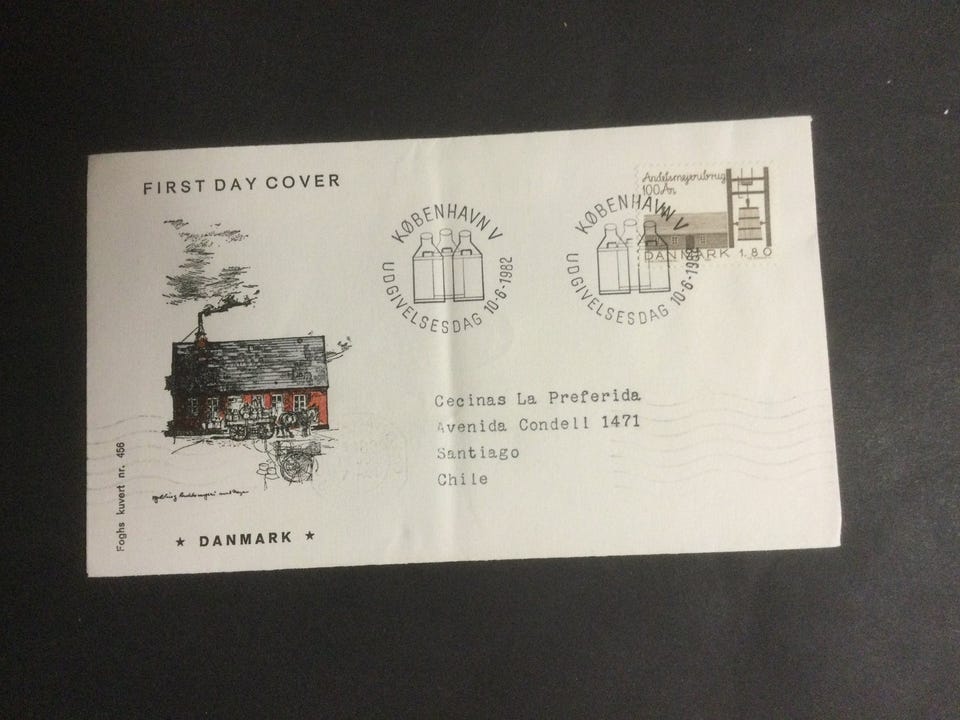 FIRST DAY COVER
KØBENHAVN V
UDGIVELSESDAG 10-6-1982
KØBENHAVN V
UDGIVELSESDAG 10-6-1982
Andelsmejeribrug
100 År
DANMARK 1.80
Cecinas La Preferida
Avenida Condell 1471
Santiago
Chile
Foghs kuvert nr. 456
★ DANMARK ★